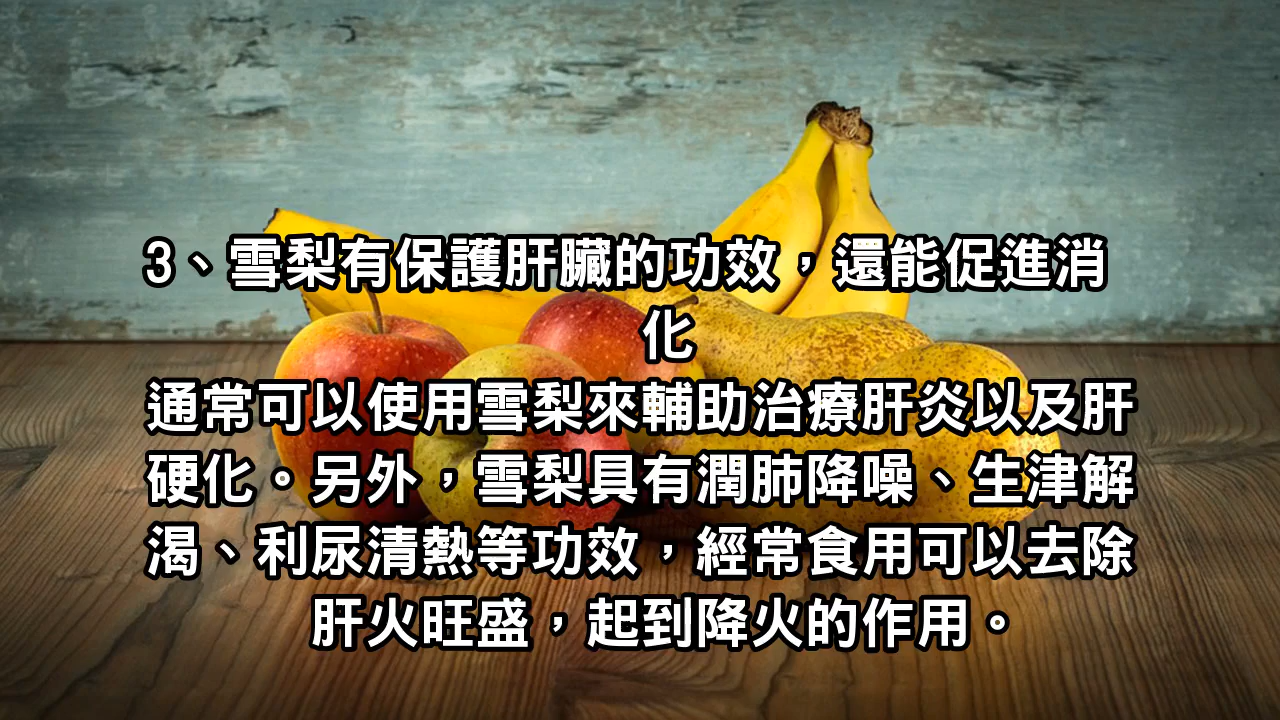 3、雪梨有保護肝臟的功效，還能促進消
化
通常可以使用雪梨來輔助治療肝炎以及肝
硬化。另外，雪梨具有潤肺降噪、生津解
渴、利尿清熱等功效，經常食用可以去除
肝火旺盛，起到降火的作用。